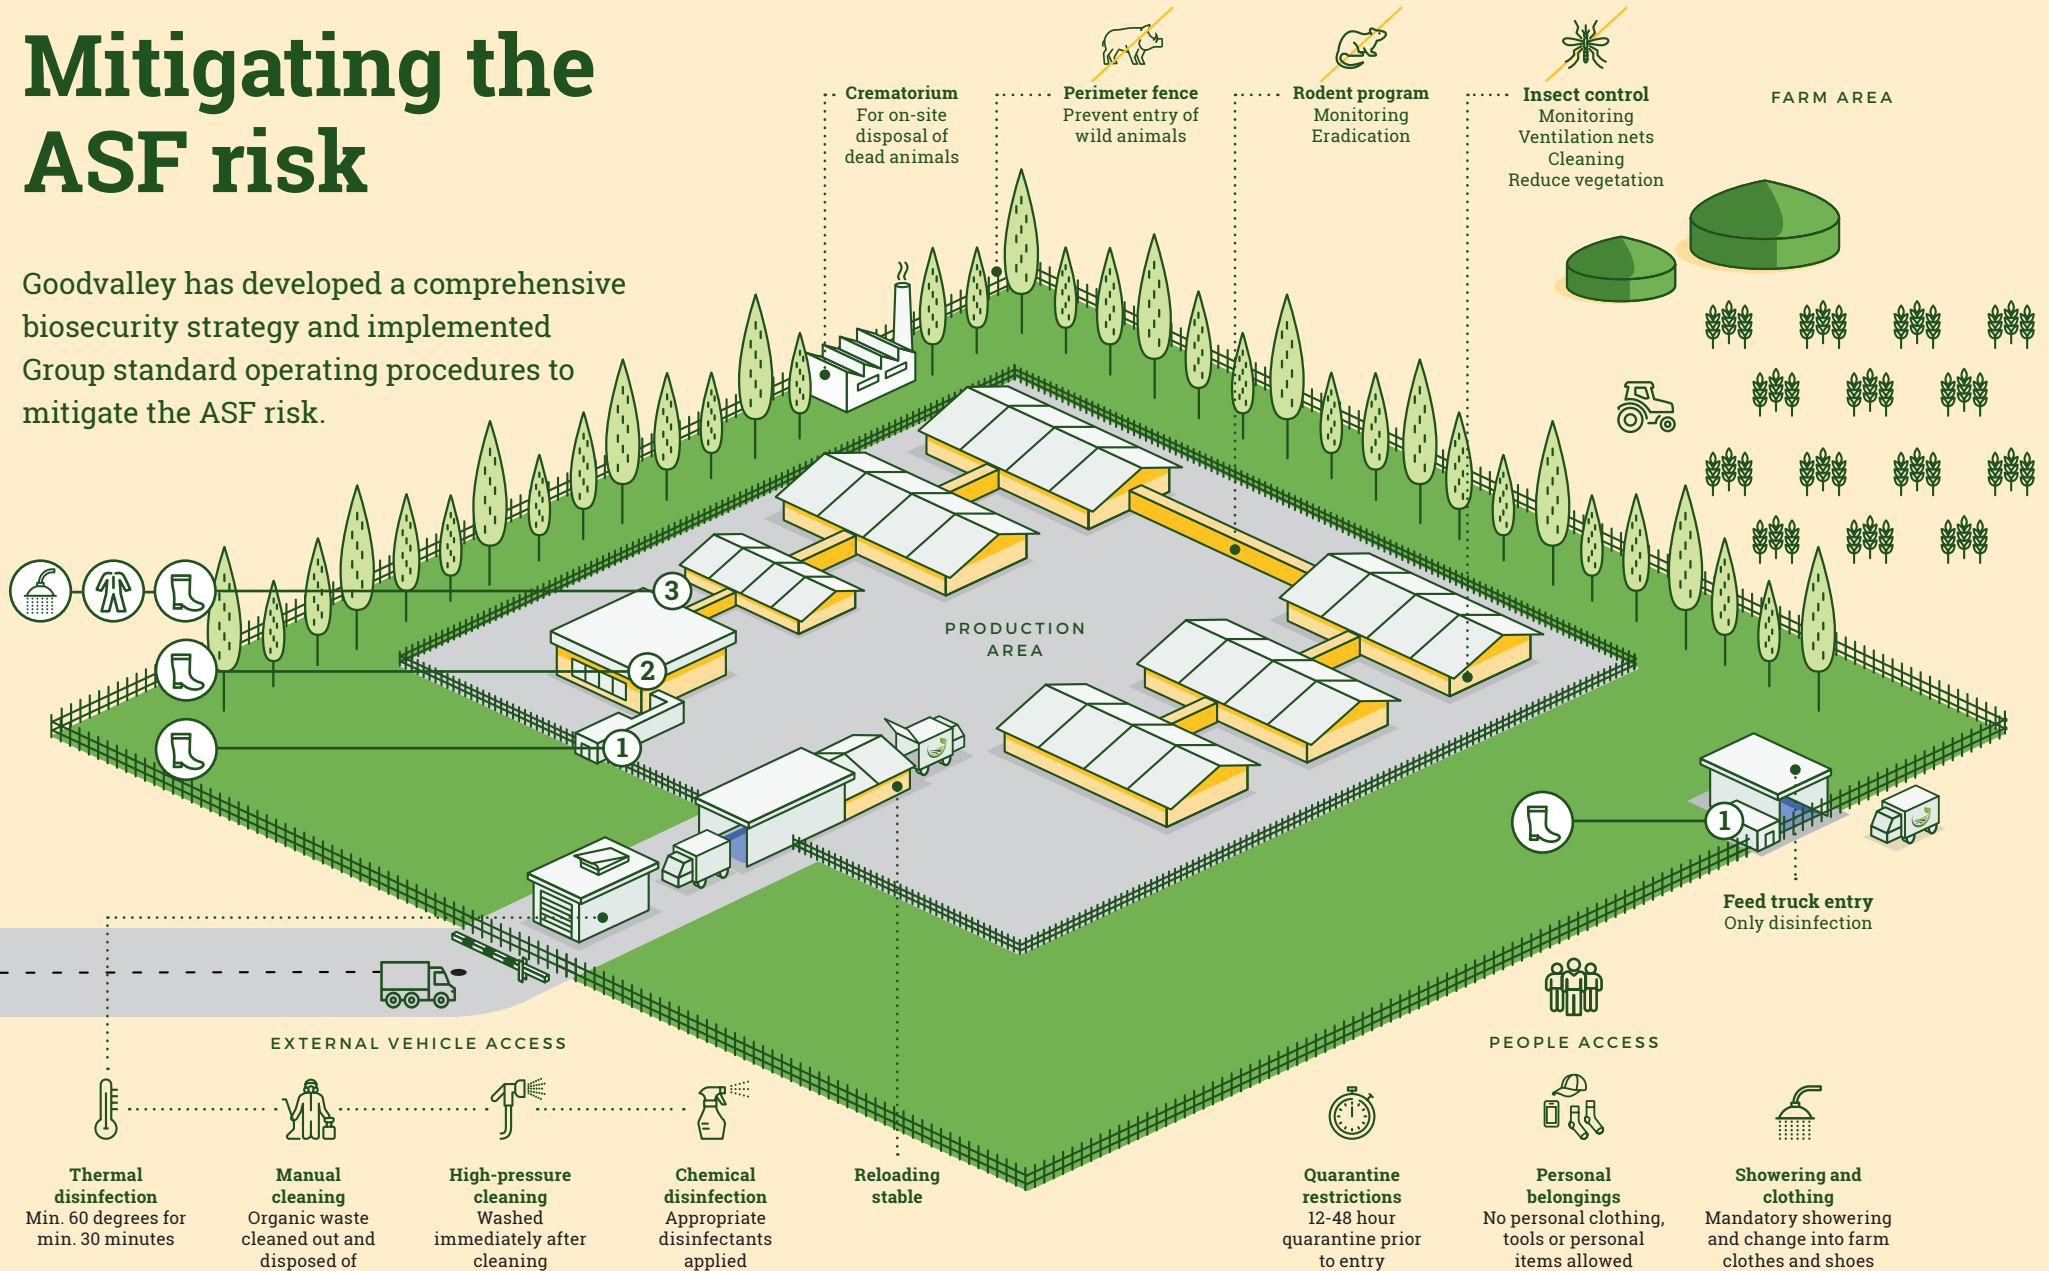 Mitigating the
ASF risk
Goodvalley has developed a comprehensive
biosecurity strategy and implemented
Group standard operating procedures to
mitigate the ASF risk.
Crematorium
For on-site
disposal of
dead animals
Perimeter fence
Prevent entry of
wild animals
Rodent program
Monitoring
Eradication
Insect control
Monitoring
Ventilation nets
Cleaning
Reduce vegetation
FARM AREA
3
2
1
PRODUCTION
AREA
1
Feed truck entry
Only disinfection
EXTERNAL VEHICLE ACCESS
Thermal
disinfection
Min. 60 degrees for
min. 30 minutes
Manual
cleaning
Organic waste
cleaned out and
disposed of
High-pressure
cleaning
Washed
immediately after
cleaning
Chemical
disinfection
Appropriate
disinfectants
applied
Reloading
stable
PEOPLE ACCESS
Quarantine
restrictions
12-48 hour
quarantine prior
to entry
Personal
belongings
No personal clothing,
tools or personal
items allowed
Showering and
clothing
Mandatory showering
and change into farm
clothes and shoes